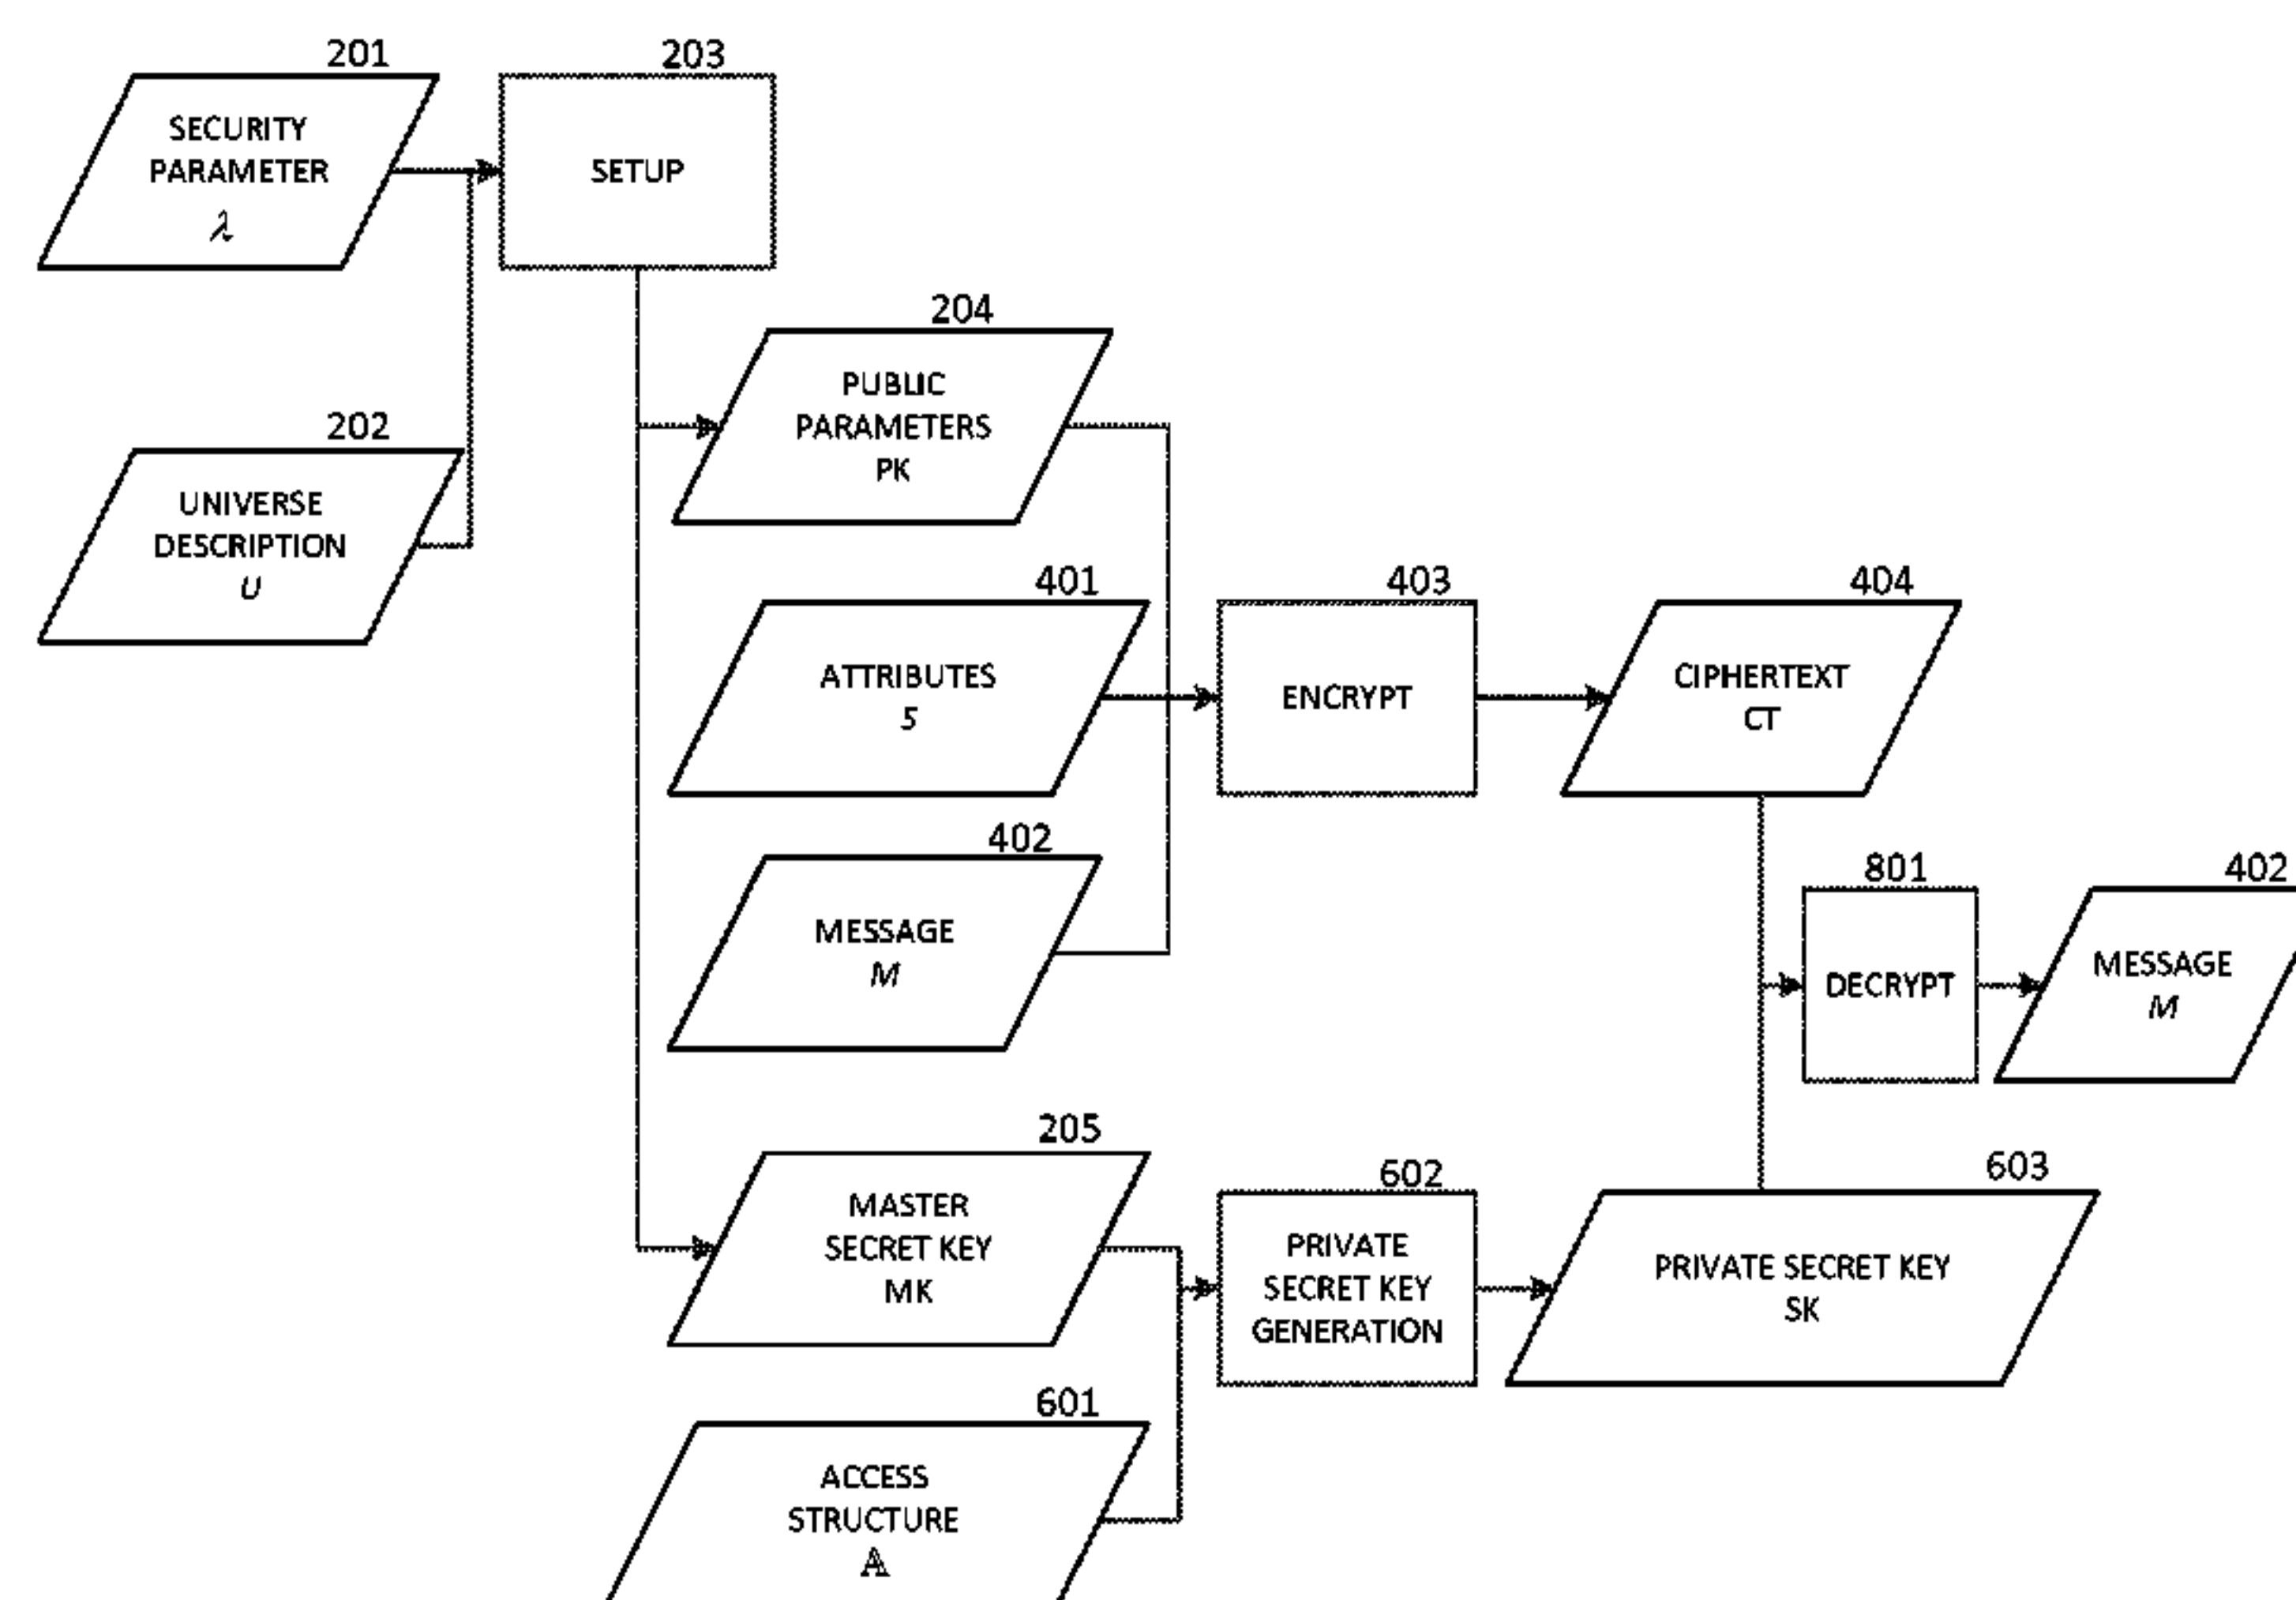 201
SECURITY
PARAMETER
λ
203
SETUP
204
PUBLIC
PARAMETERS
PK
202
UNIVERSE
DESCRIPTION
U
401
ATTRIBUTES
S
403
ENCRYPT
404
CIPHERTEXT
CT
402
MESSAGE
M
801
DECRYPT
402
MESSAGE
M
205
MASTER
SECRET KEY
MK
602
PRIVATE
SECRET KEY
GENERATION
603
PRIVATE SECRET KEY
SK
601
ACCESS
STRUCTURE
𝔸